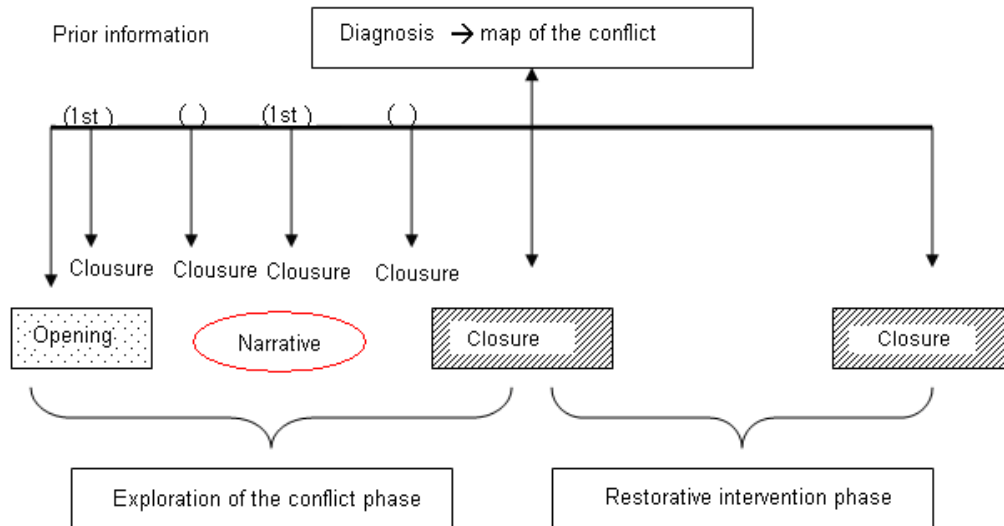 Prior information
Diagnosis → map of the conflict
(1st ) ( ) (1st ) ( )
Clousure Clousure Clousure Clousure
Opening Narrative Closure Closure
Exploration of the conflict phase Restorative intervention phase